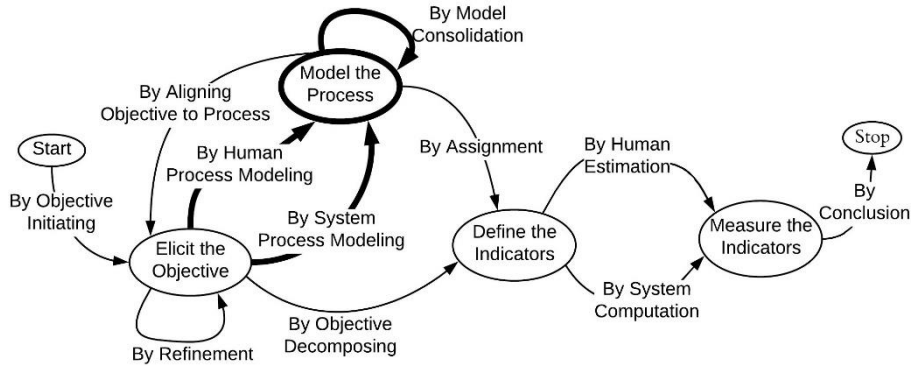 By Model
Consolidation
Model the
Process
By Aligning
Objective to Process
Start
By Human
Process Modeling
By Assignment
By Human
Estimation
Stop
By Objective
Initiating
By System
Process Modeling
By
Conclusion
Elicit the
Objective
Define the
Indicators
Measure the
Indicators
By System
Computation
By Objective
Decomposing
By Refinement